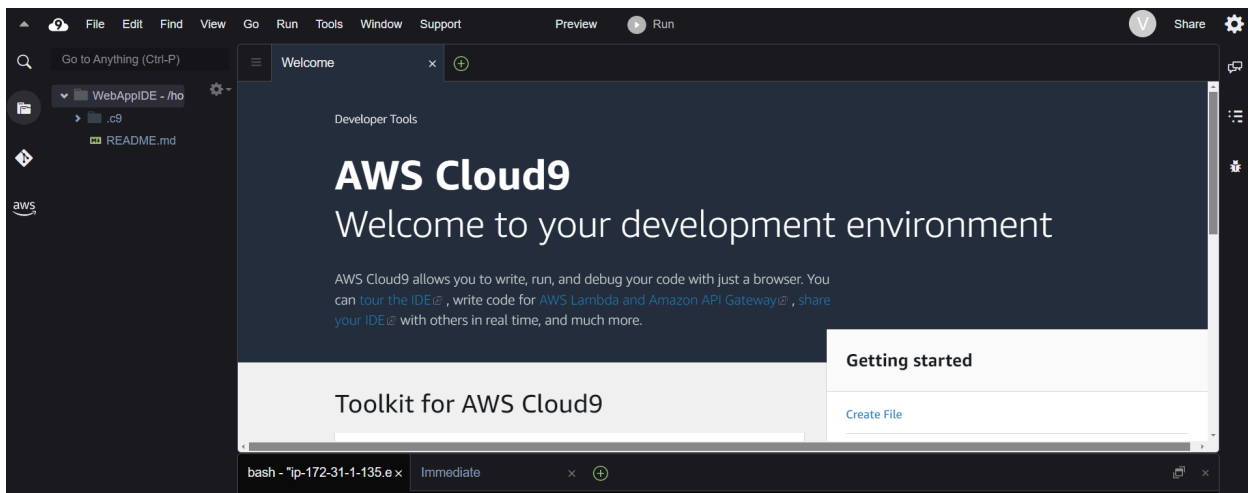 9 File Edit Find View Go Run Tools Window Support Preview Run V Share
Go to Anything (Ctrl-P)
Welcome
WebAppIDE - /ho
.c9
README.md
aws
Developer Tools
AWS Cloud9
Welcome to your development environment
AWS Cloud9 allows you to write, run, and debug your code with just a browser. You
can tour the IDE , write code for AWS Lambda and Amazon API Gateway , share
your IDE with others in real time, and much more.
Getting started
Toolkit for AWS Cloud9
Create File
bash - "ip-172-31-1-135.e Immediate